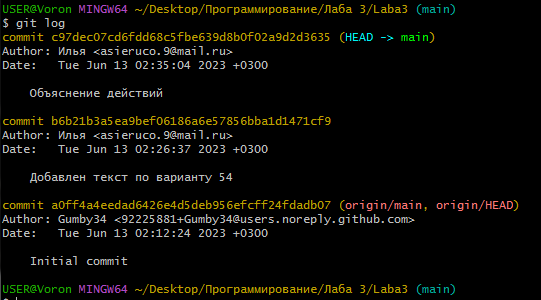 USER@Voron MINGW64 ~/Desktop/Программирование/Лаба 3/Laba3 (main)
$ git log
commit c97dec07cd6fdd68c5fbe639d8b0f02a9d2d3635 (HEAD -> main)
Author: Илья <asieruco.9@mail.ru>
Date:   Tue Jun 13 02:35:04 2023 +0300
    Объяснение действий
commit b6b21b3a5ea9bef06186a6e57856bba1d1471cf9
Author: Илья <asieruco.9@mail.ru>
Date:   Tue Jun 13 02:26:37 2023 +0300
    Добавлен текст по варианту 54
commit a0ff4a4eedad6426e4d5deb956efcff24fdadb07 (origin/main, origin/HEAD)
Author: Gumby34 <92225881+Gumby34@users.noreply.github.com>
Date:   Tue Jun 13 02:12:24 2023 +0300
    Initial commit
USER@Voron MINGW64 ~/Desktop/Программирование/Лаба 3/Laba3 (main)